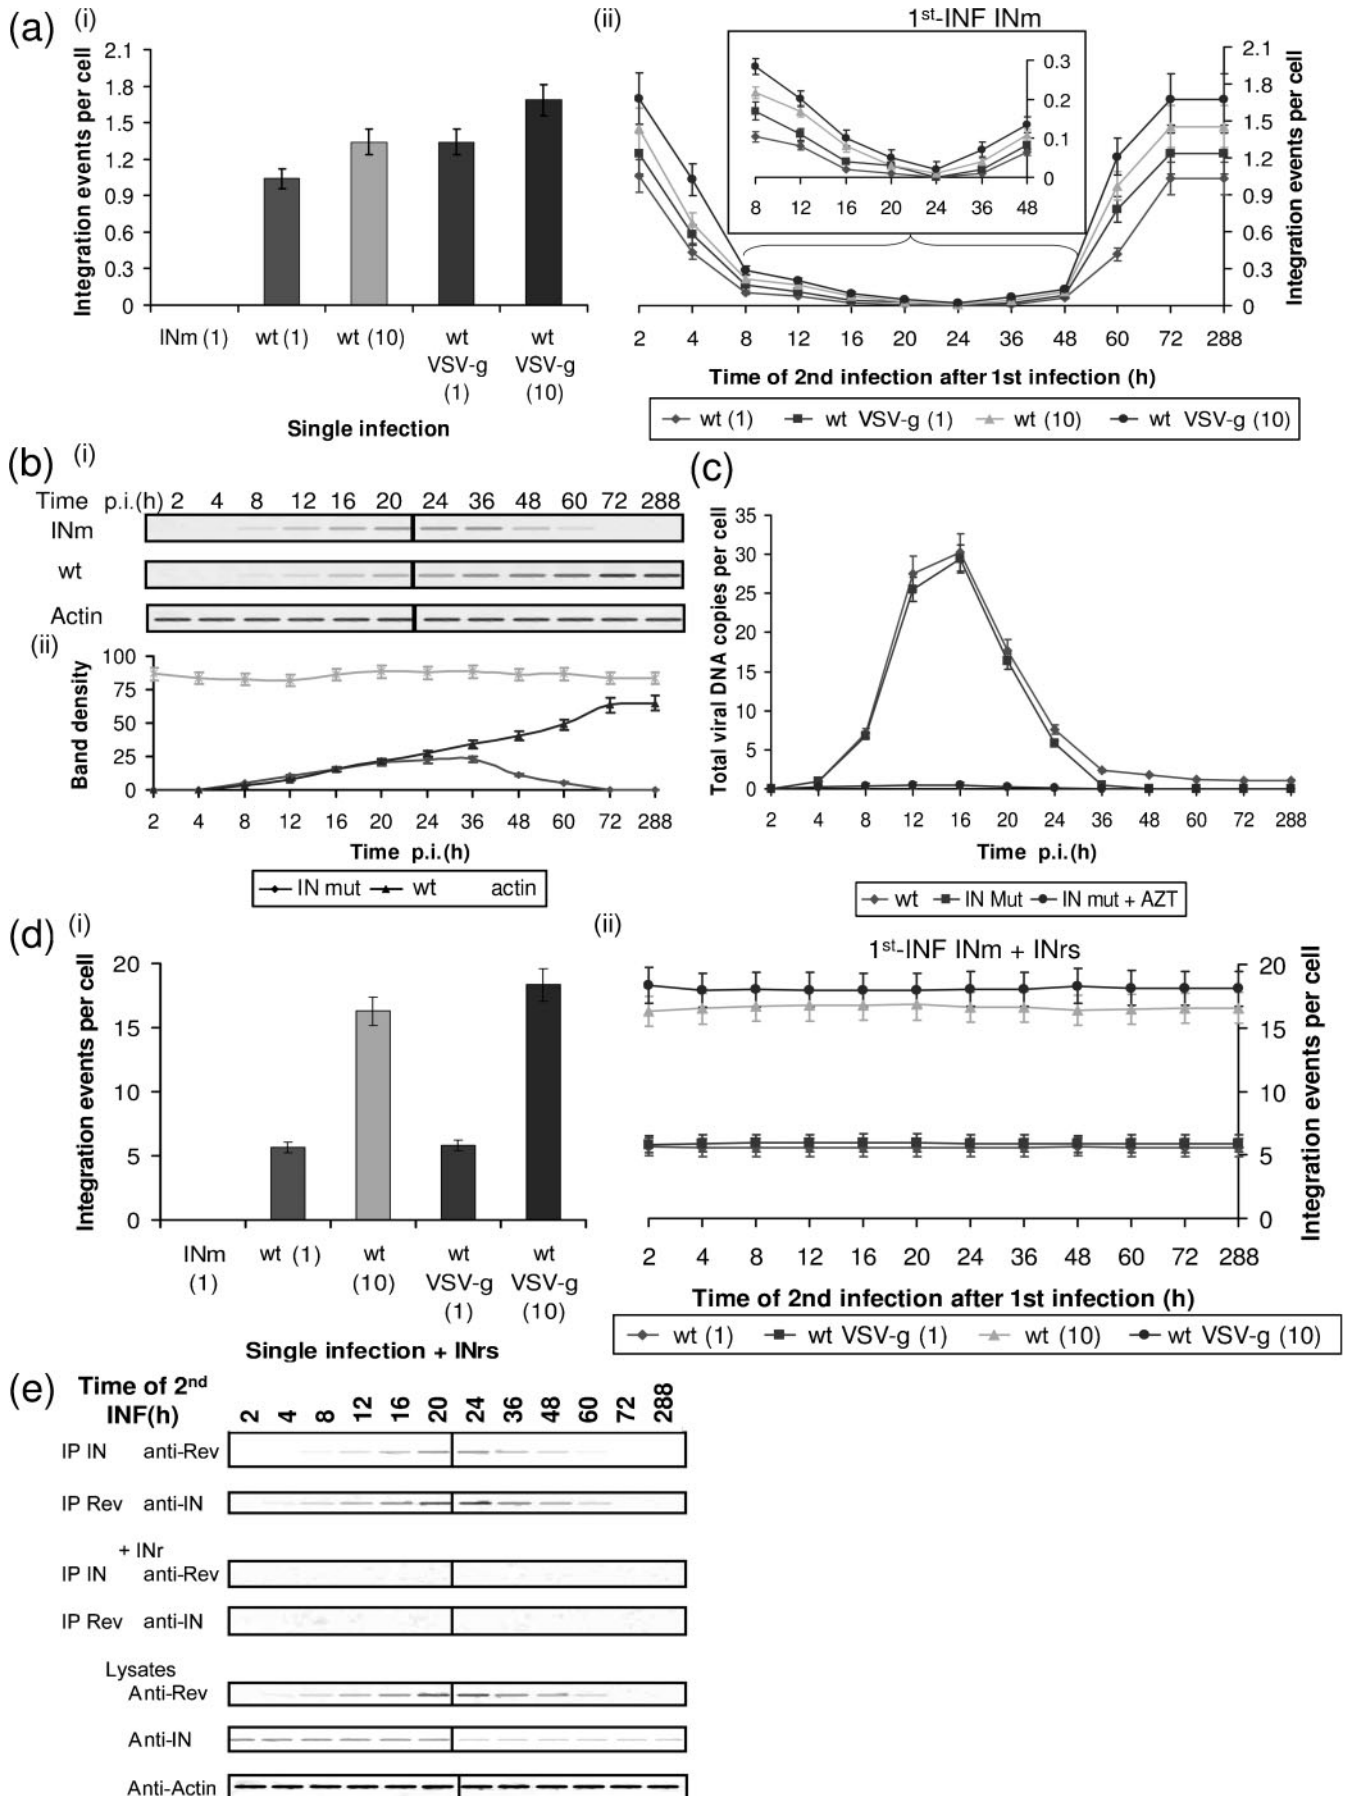 (a) (i)
Integration events per cell
2.1
1.8
1.5
1.2
0.9
0.6
0.3
0
INm (1) wt (1) wt (10) wt VSV-g (1) wt VSV-g (10)
Single infection
(ii) 1st-INF INm
0.3
0.2
0.1
0
8 12 16 20 24 36 48
2.1
1.8
1.5
1.2
0.9
0.6
0.3
0
Integration events per cell
2 4 8 12 16 20 24 36 48 60 72 288
Time of 2nd infection after 1st infection (h)
wt (1) wt VSV-g (1) wt (10) wt VSV-g (10)
(b) (i)
Time p.i.(h) 2 4 8 12 16 20 24 36 48 60 72 288
INm
wt
Actin
(ii)
Band density
100
75
50
25
0
2 4 8 12 16 20 24 36 48 60 72 288
Time p.i.(h)
IN mut wt actin
(c)
Total viral DNA copies per cell
35
30
25
20
15
10
5
0
2 4 8 12 16 20 24 36 48 60 72 288
Time p.i.(h)
wt IN Mut IN mut + AZT
(d) (i)
Integration events per cell
20
15
10
5
0
INm (1) wt (1) wt (10) wt VSV-g (1) wt VSV-g (10)
Single infection + INrs
(ii)
1st-INF INm + INrs
20
15
10
5
0
Integration events per cell
2 4 8 12 16 20 24 36 48 60 72 288
Time of 2nd infection after 1st infection (h)
wt (1) wt VSV-g (1) wt (10) wt VSV-g (10)
(e) Time of 2nd
INF(h) 2 4 8 12 16 20 24 36 48 60 72 288
IP IN anti-Rev
IP Rev anti-IN
+ INr
IP IN anti-Rev
IP Rev anti-IN
Lysates
Anti-Rev
Anti-IN
Anti-Actin